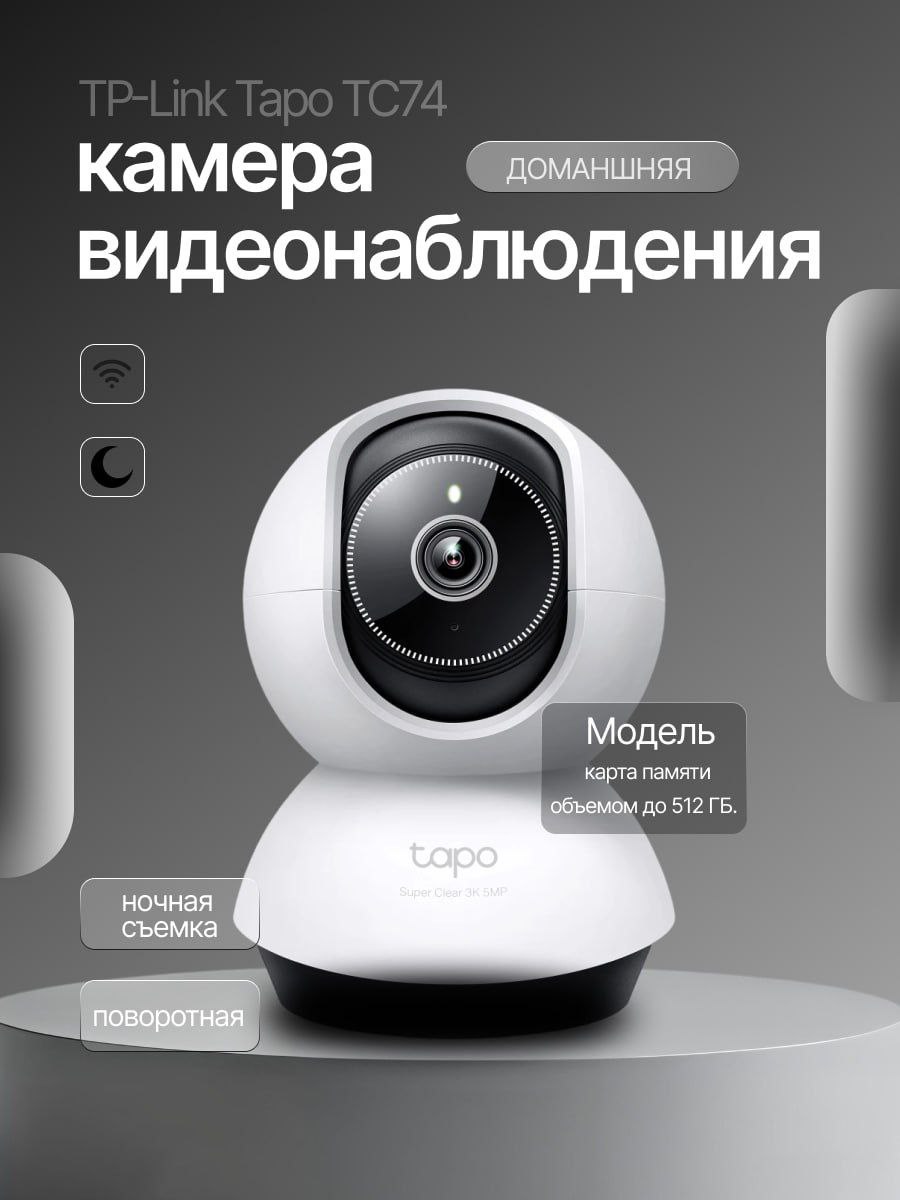 TP-Link Tapo TC74
камера
ДОМАНШНЯЯ
видеонаблюдения
Модель
карта памяти
объемом до 512 ГБ.
tapo
Super Clear 3K 5MP
ночная
съемка
поворотная